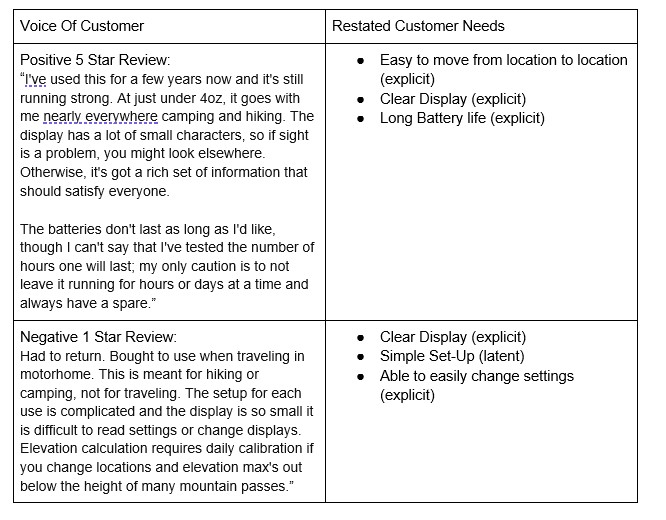 Voice Of Customer
Restated Customer Needs
Positive 5 Star Review:
“I've used this for a few years now and it's still
running strong. At just under 4oz, it goes with
me nearly everywhere camping and hiking. The
display has a lot of small characters, so if sight
is a problem, you might look elsewhere.
Otherwise, it's got a rich set of information that
should satisfy everyone.
The batteries don't last as long as I'd like,
though I can't say that I've tested the number of
hours one will last; my only caution is to not
leave it running for hours or days at a time and
always have a spare.”
● Easy to move from location to location
(explicit)
● Clear Display (explicit)
● Long Battery life (explicit)
Negative 1 Star Review:
Had to return. Bought to use when traveling in
motorhome. This is meant for hiking or
camping, not for traveling. The setup for each
use is complicated and the display is so small it
is difficult to read settings or change displays.
Elevation calculation requires daily calibration if
you change locations and elevation max's out
below the height of many mountain passes.”
● Clear Display (explicit)
● Simple Set-Up (latent)
● Able to easily change settings
(explicit)